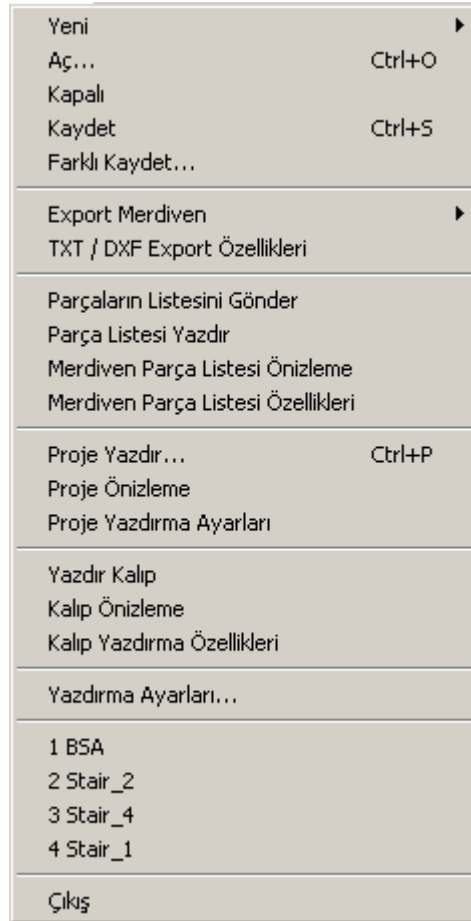 Yeni
Aç... Ctrl+O
Kapalı
Kaydet Ctrl+S
Farklı Kaydet...
Export Merdiven
TXT / DXF Export Özellikleri
Parçaların Listesini Gönder
Parça Listesi Yazdır
Merdiven Parça Listesi Önizleme
Merdiven Parça Listesi Özellikleri
Proje Yazdır... Ctrl+P
Proje Önizleme
Proje Yazdırma Ayarları
Yazdır Kalıp
Kalıp Önizleme
Kalıp Yazdırma Özellikleri
Yazdırma Ayarları...
1 BSA
2 Stair_2
3 Stair_4
4 Stair_1
Çıkış